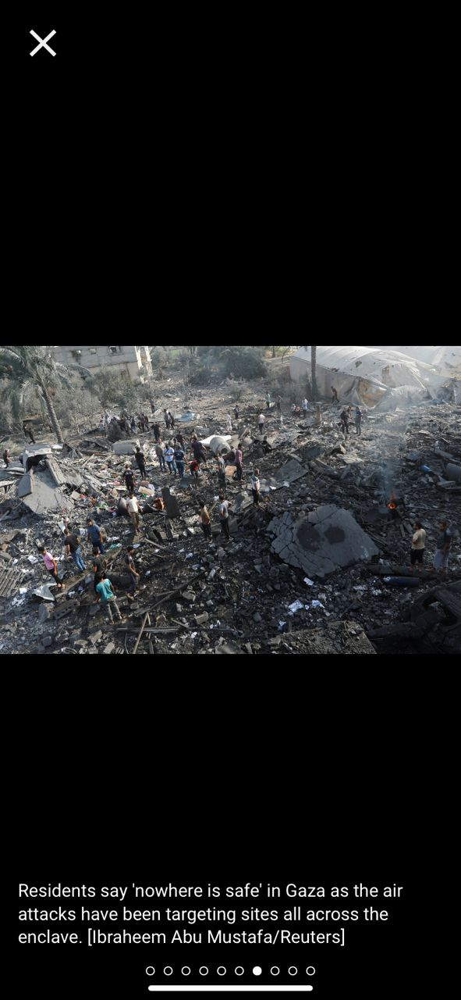 Residents say 'nowhere is safe' in Gaza as the air
attacks have been targeting sites all across the
enclave. [Ibraheem Abu Mustafa/Reuters]